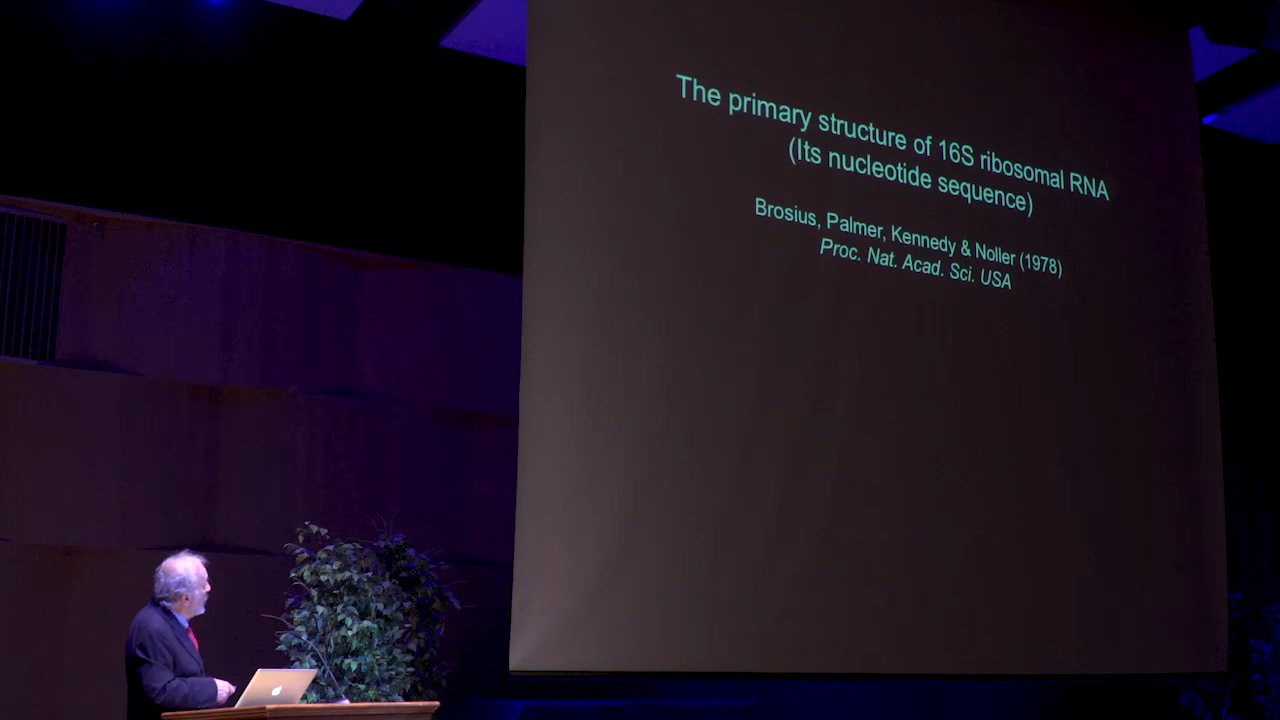 The primary structure of 16S ribosomal RNA
(Its nucleotide sequence)
Brosius, Palmer, Kennedy & Noller (1978)
Proc. Nat. Acad. Sci. USA